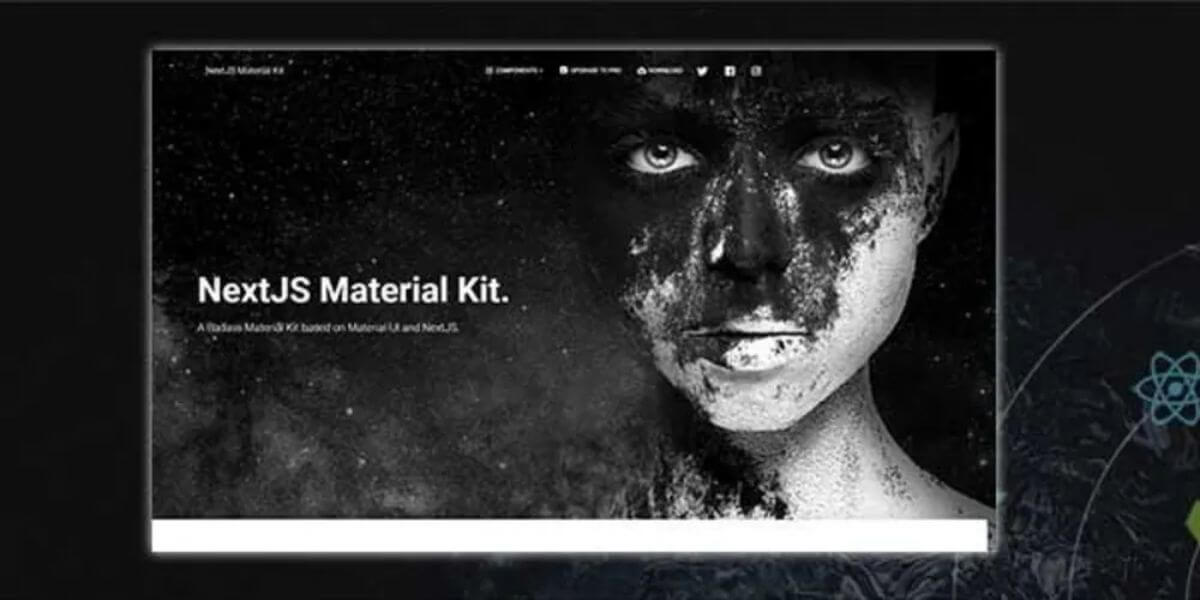 NextJS Material Kit
COMPONENTS UPGRADE TO PRO DOWNLOAD
NextJS Material Kit.
A Badass Material Kit based on Material-UI and NextJS.